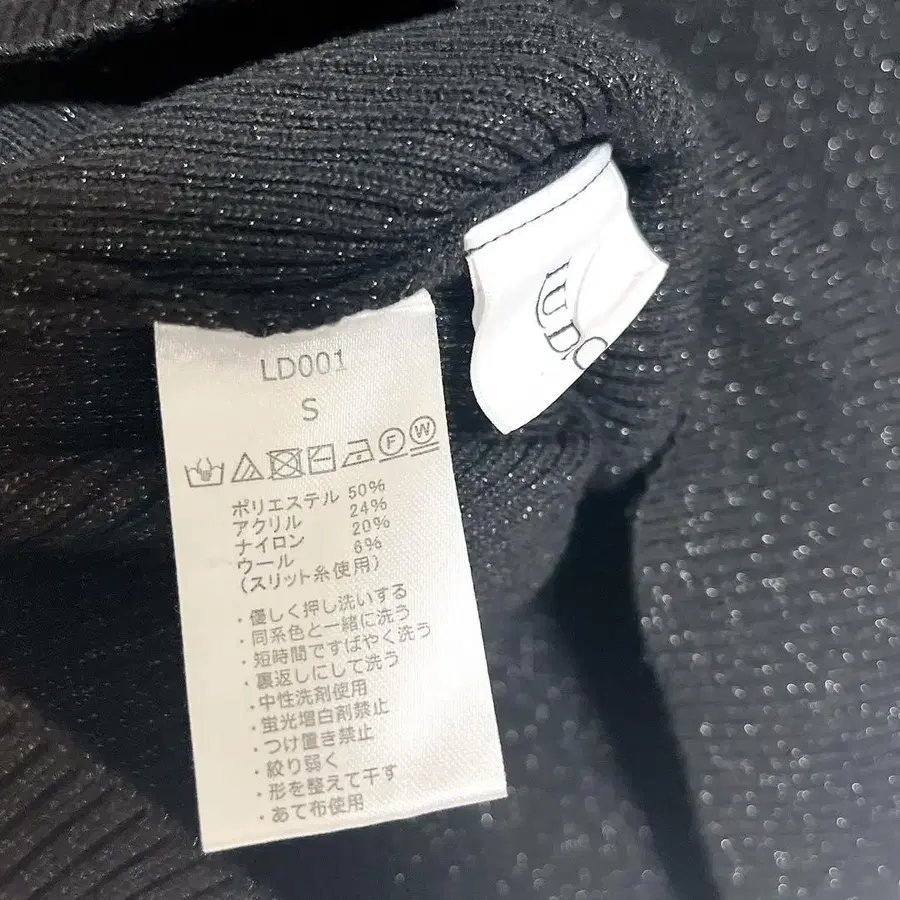 LD001
S
F W
ポリエステル 50%
アクリル 24%
ナイロン 20%
ウール 6%
(スリット糸使用)
・優しく押し洗いする
・同系色と一緒に洗う
・短時間ですばやく洗う
・裏返しにして洗う
・中性洗剤使用
・蛍光増白剤禁止
・つけ置き禁止
・絞り弱く
・形を整えて干す
・あて布使用